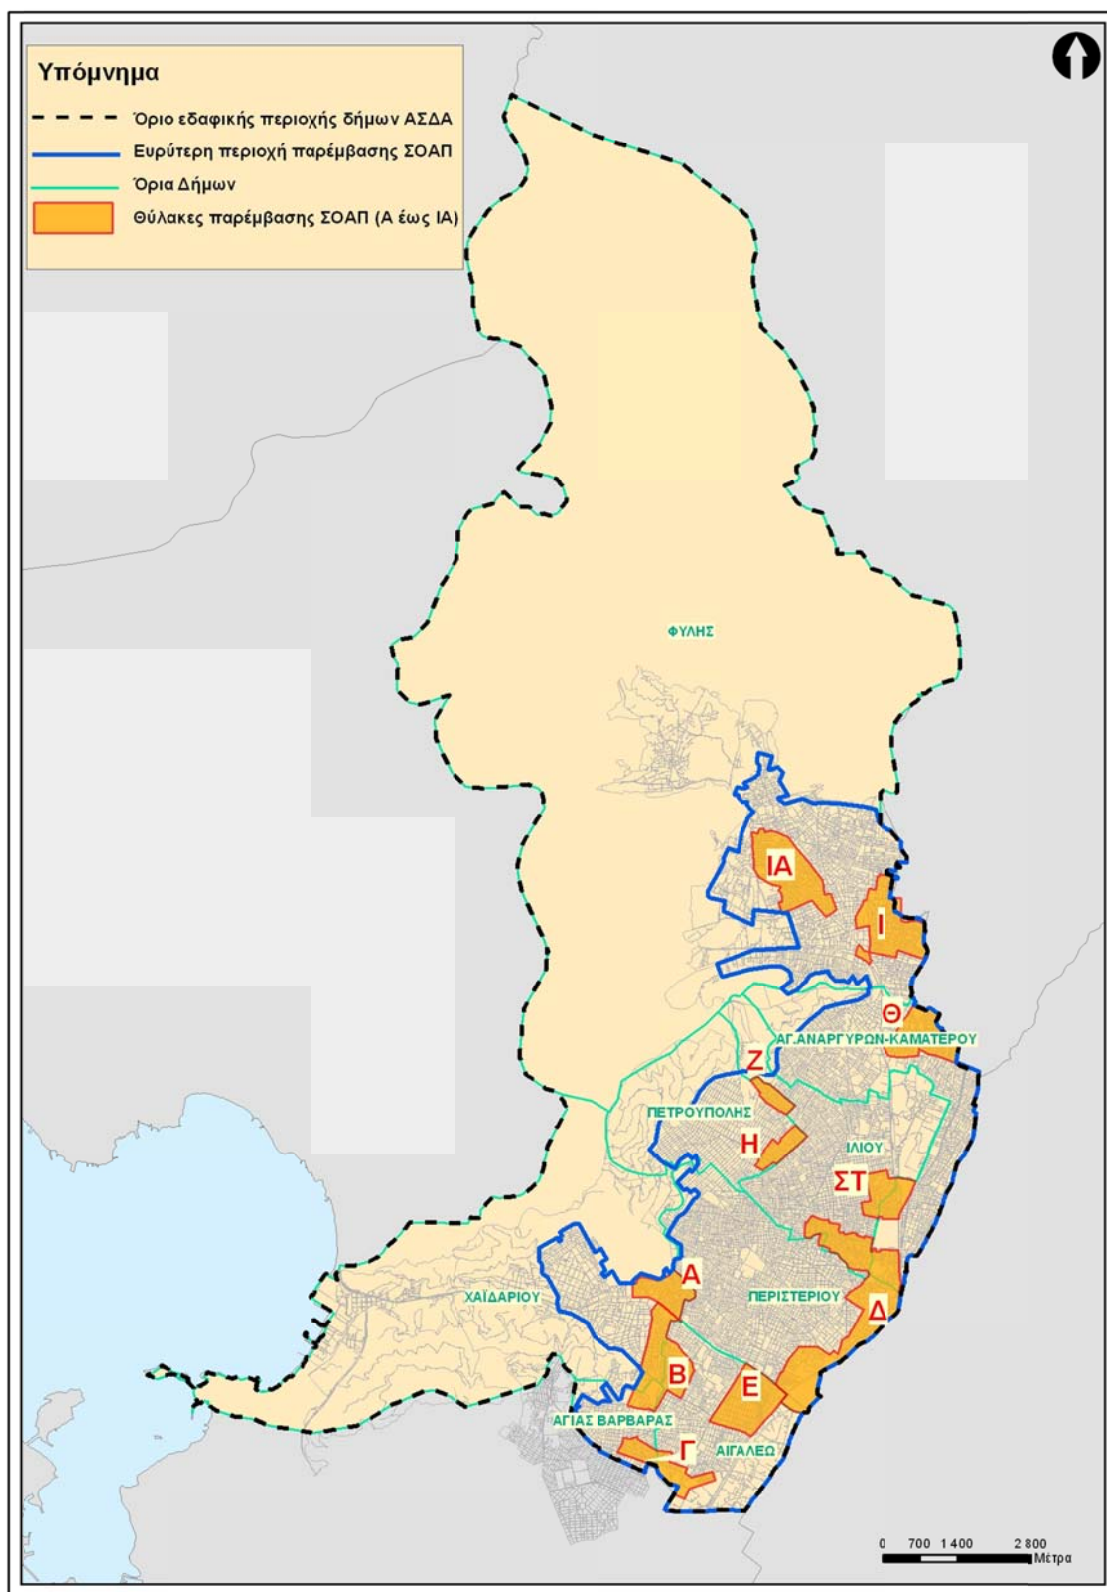 Υπόμνημα
Όριο εδαφικής περιοχής δήμων ΑΣΔΑ
Ευρύτερη περιοχή παρέμβασης ΣΟΑΠ
Όρια Δήμων
Θύλακες παρέμβασης ΣΟΑΠ (Α έως ΙΑ)
ΦΥΛΗΣ
ΙΑ
Ι
Θ
ΑΓ.ΑΝΑΡΓΥΡΩΝ-ΚΑΜΑΤΕΡΟΥ
Ζ
ΠΕΤΡΟΥΠΟΛΗΣ
Η
ΙΛΙΟΥ
ΣΤ
Α
ΧΑΪΔΑΡΙΟΥ
ΠΕΡΙΣΤΕΡΙΟΥ
Δ
Β
Ε
ΑΓΙΑΣ ΒΑΡΒΑΡΑΣ
Γ
ΑΙΓΑΛΕΩ
0 700 1 400 2 800
Μέτρα